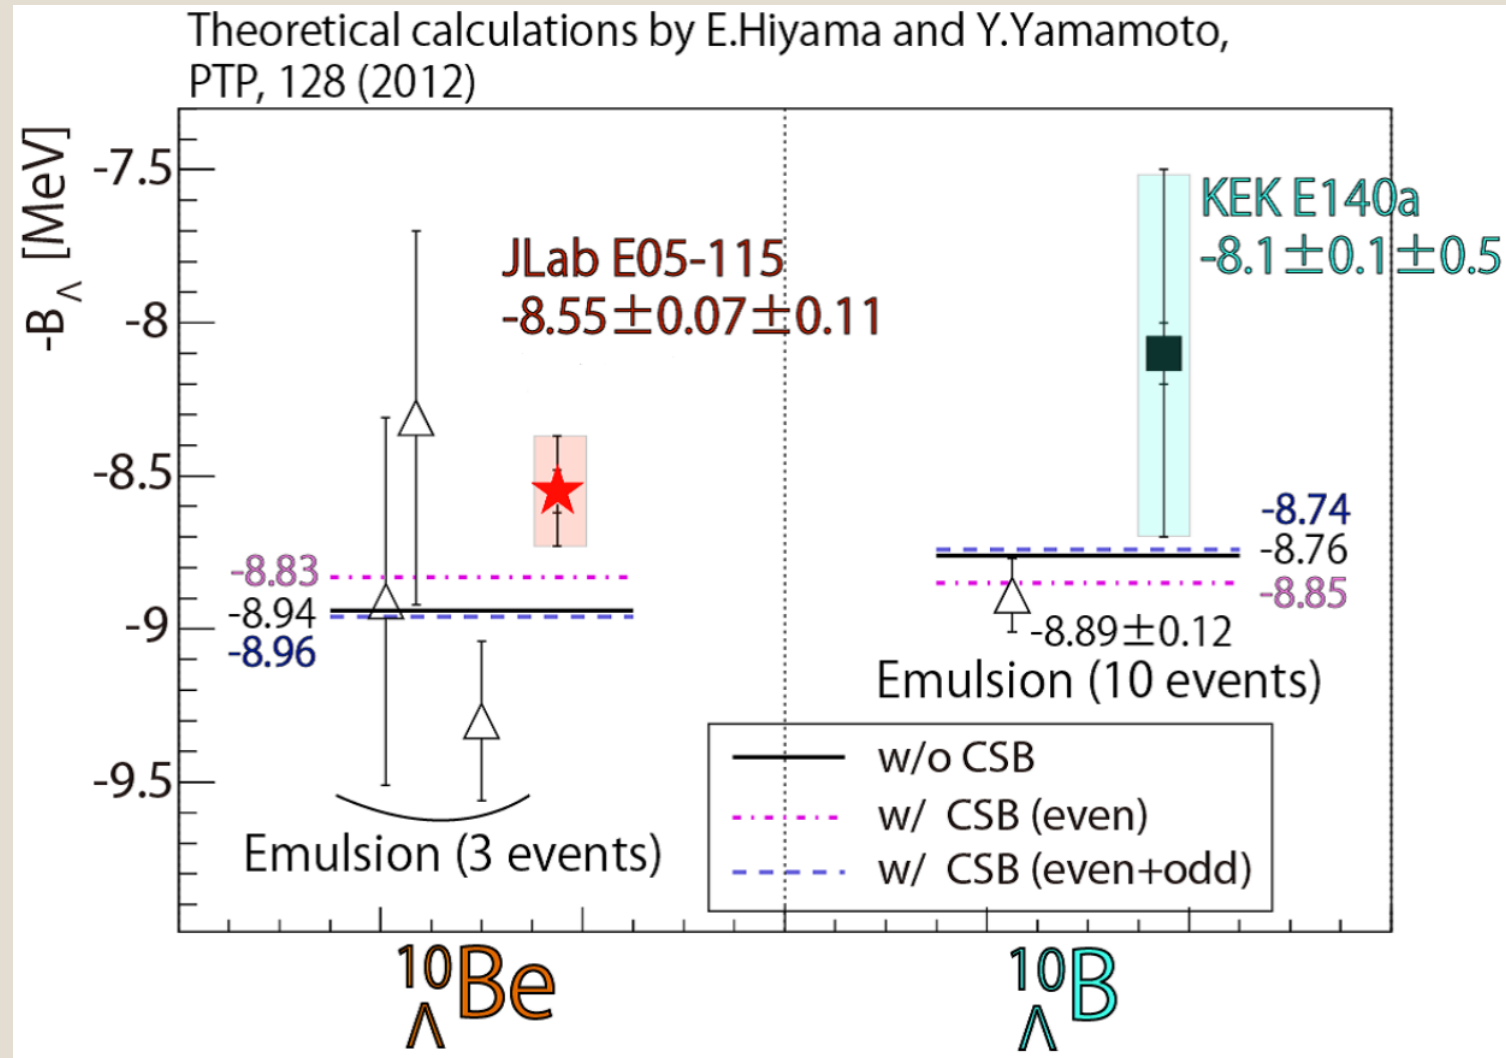 Theoretical calculations by E.Hiyama and Y.Yamamoto,
PTP, 128 (2012)
-B Λ [MeV]
-7.5
-8
-8.5
-9
-9.5
JLab E05-115
-8.55±0.07±0.11
KEK E140a
-8.1±0.1±0.5
-8.83
-8.94
-8.96
-8.74
-8.76
-8.85
-8.89±0.12
Emulsion (10 events)
Emulsion (3 events)
w/o CSB
w/ CSB (even)
w/ CSB (even+odd)
10 Λ Be
10 Λ B